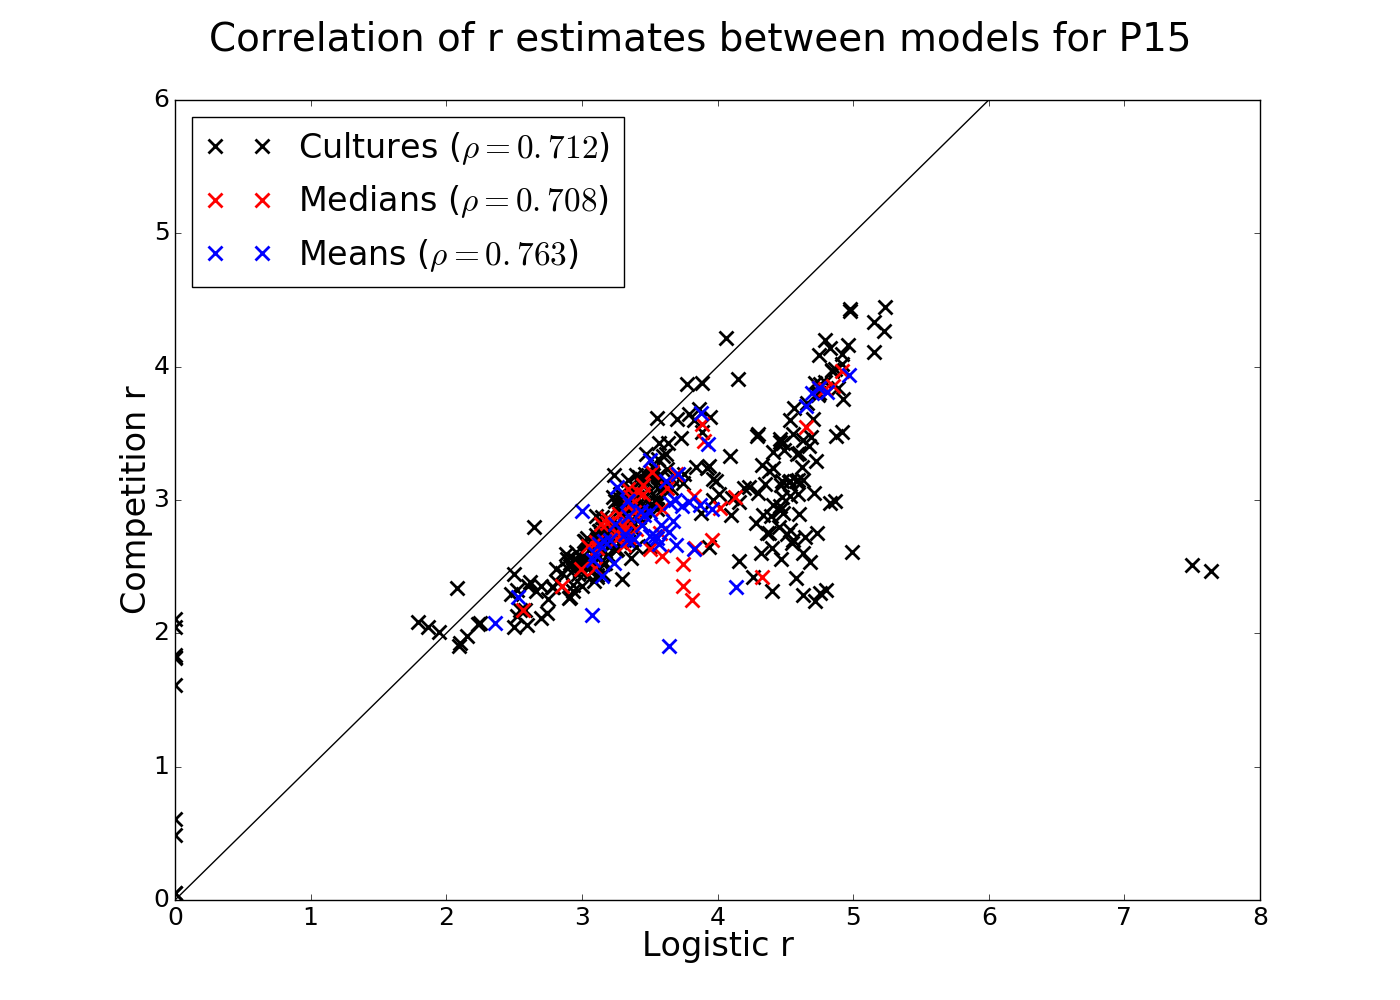 Correlation of r estimates between models for P15
Cultures (ρ = 0.712)
Medians (ρ = 0.708)
Means (ρ = 0.763)
6
5
4
3
2
1
0
Competition r
0 1 2 3 4 5 6 7 8
Logistic r